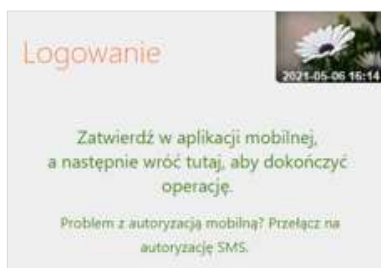 Logowanie
2021-05-06 16:14
Zatwierdź w aplikacji mobilnej,
a następnie wróć tutaj, aby dokończyć
operację.
Problem z autoryzacją mobilną? Przełącz na
autoryzację SMS.